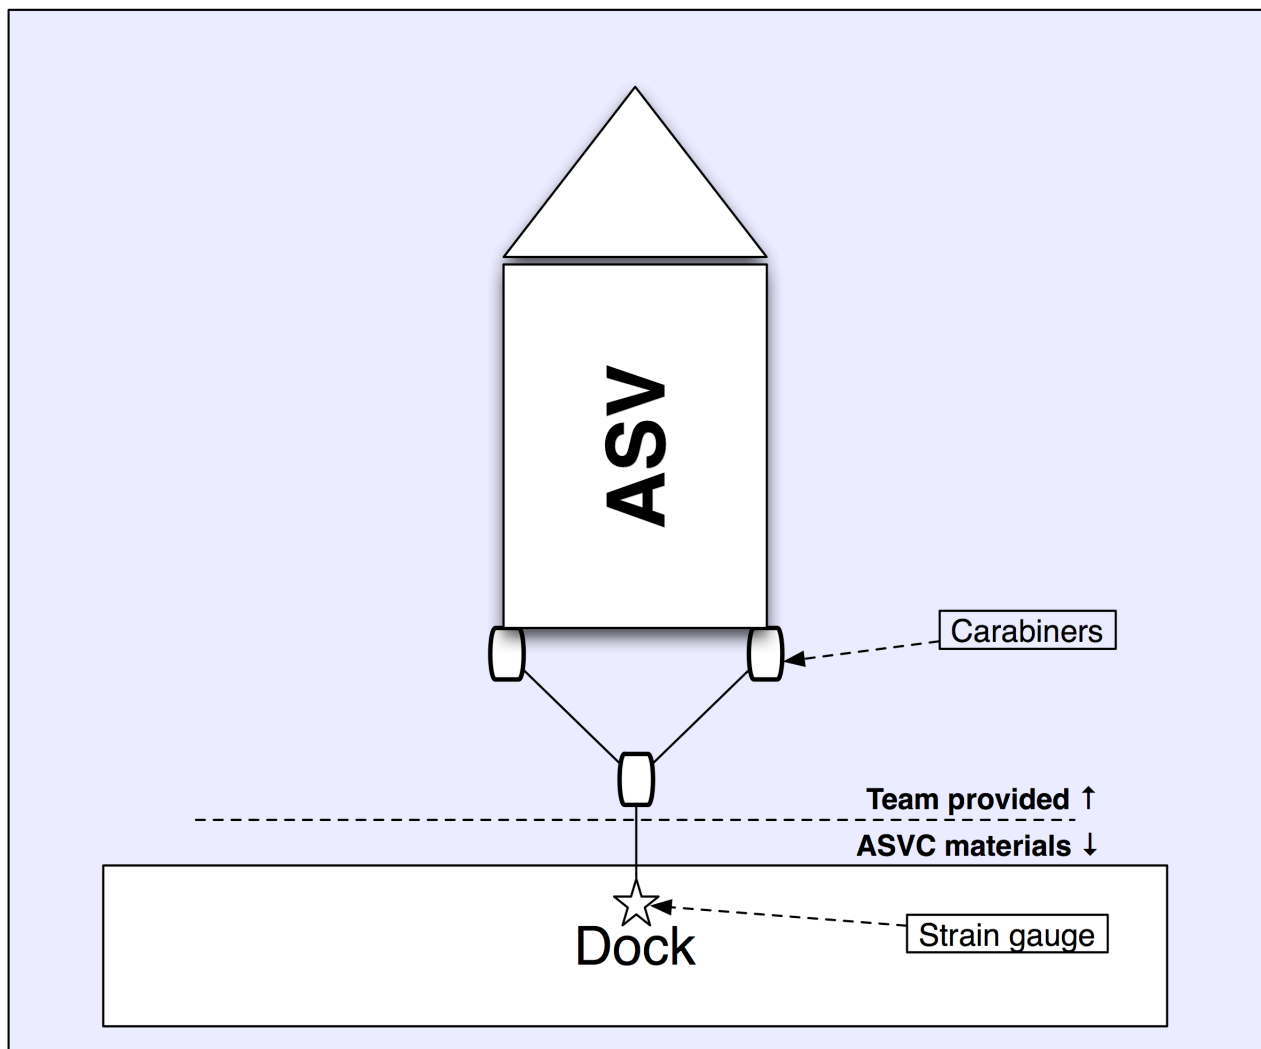 ASV
Carabiners
Team provided ↑
ASVC materials ↓
Strain gauge
Dock